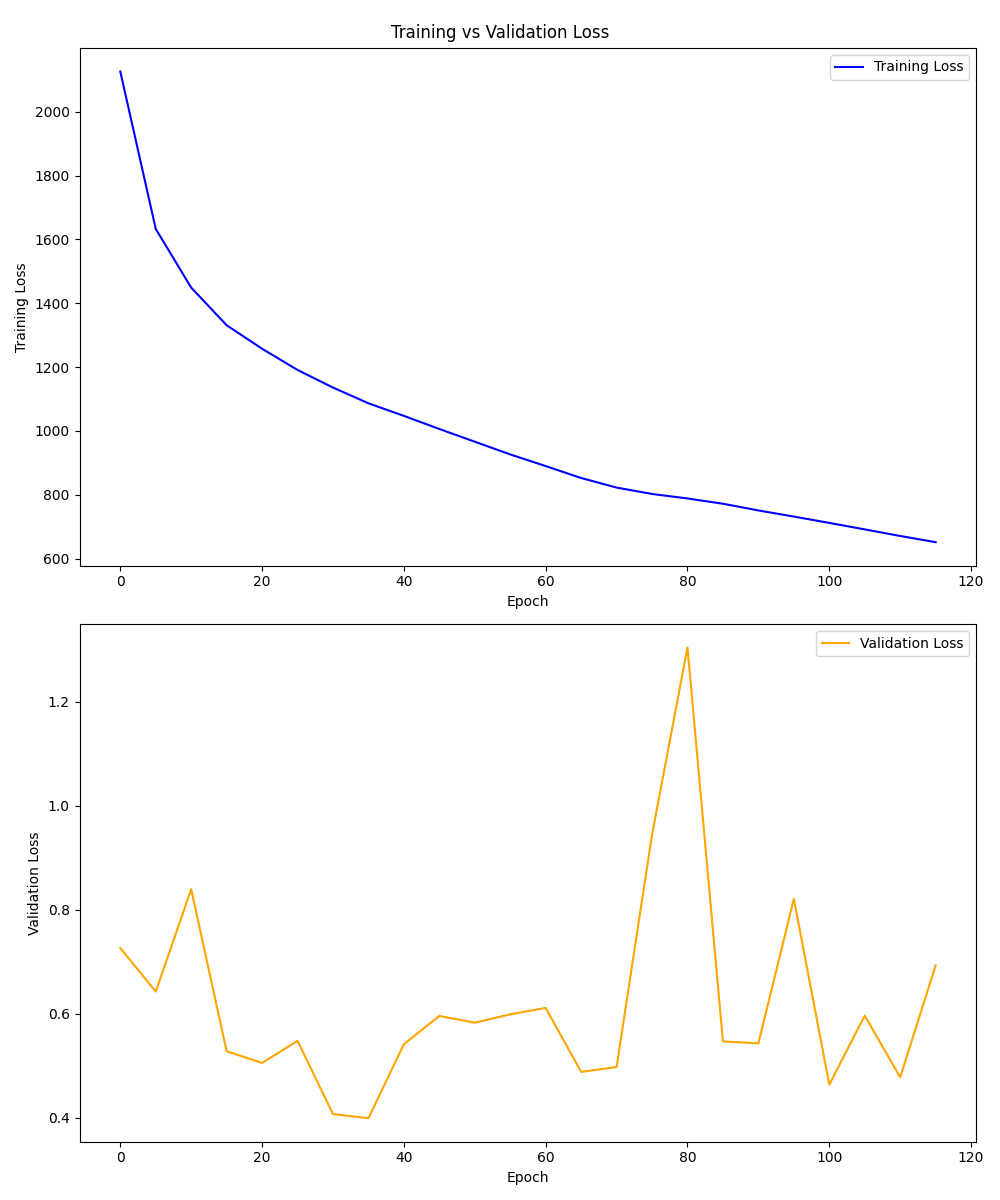 Training vs Validation Loss
Training Loss
2000
1800
1600
1400
1200
1000
800
600
Training Loss
0 20 40 60 80 100 120
Epoch
Validation Loss
1.2
1.0
0.8
0.6
0.4
Validation Loss
0 20 40 60 80 100 120
Epoch